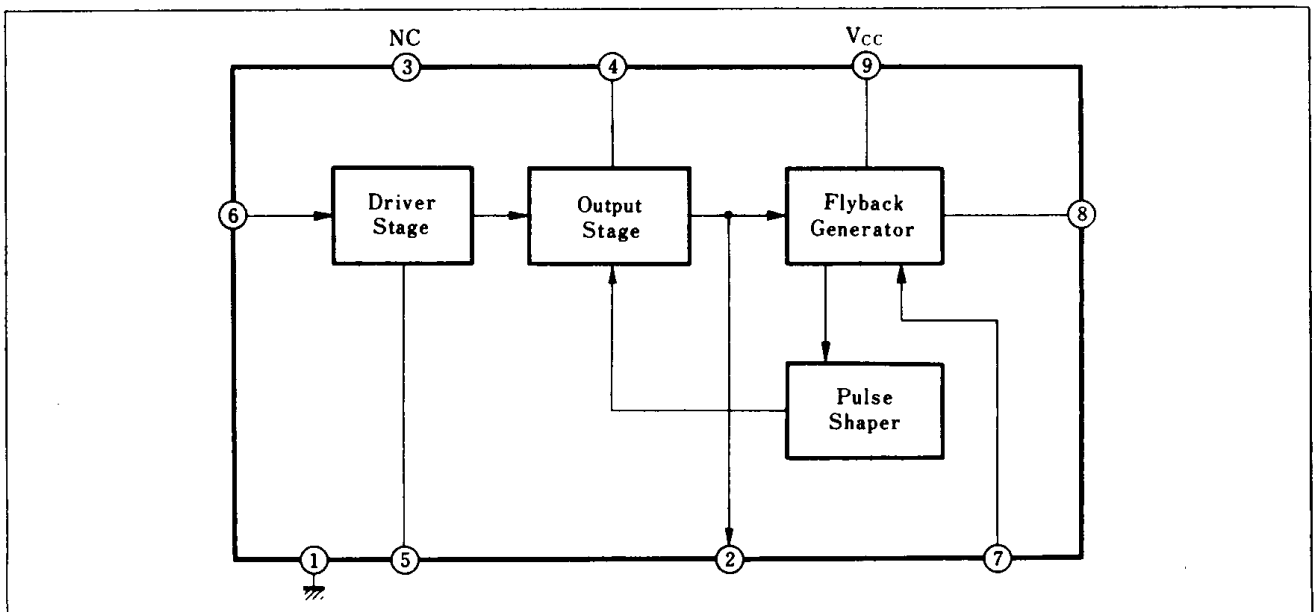 NC
VCC
3
4
9
Driver
Stage
Output
Stage
Flyback
Generator
6
8
Pulse
Shaper
1
5
2
7